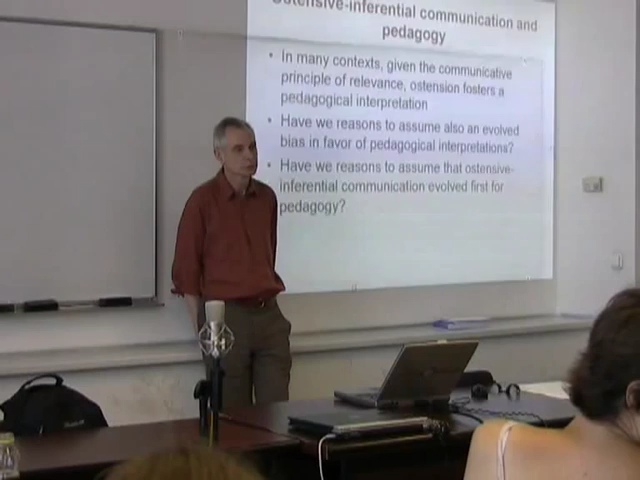 Ostensive-inferential communication and
pedagogy
• In many contexts, given the communicative
principle of relevance, ostension fosters a
pedagogical interpretation
• Have we reasons to assume also an evolved
bias in favor of pedagogical interpretations?
• Have we reasons to assume that ostensive-
inferential communication evolved first for
pedagogy?